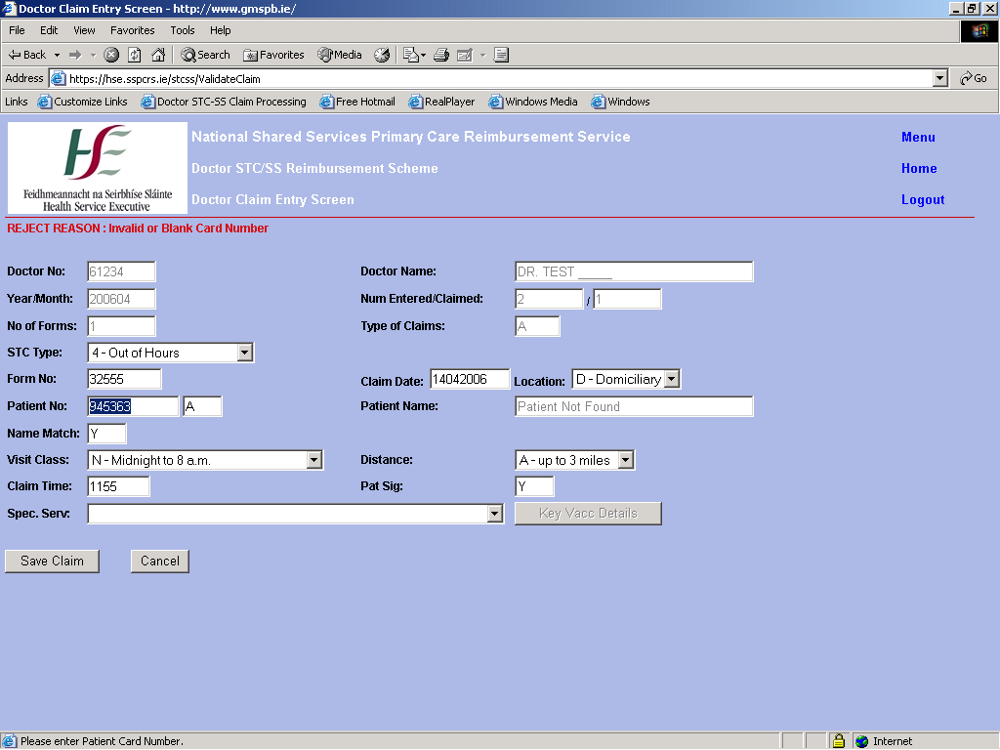 Doctor Claim Entry Screen - http://www.gmspb.ie/
File Edit View Favorites Tools Help
Back Search Favorites Media
Address https://hse.sspcrs.ie/stcss/ValidateClaim Go
Links Customize Links Doctor STC-SS Claim Processing Free Hotmail RealPlayer Windows Media Windows
HSE
Feidhmeannacht na Seirbhíse Sláinte
Health Service Executive
National Shared Services Primary Care Reimbursement Service Menu
Doctor STC/SS Reimbursement Scheme Home
Doctor Claim Entry Screen Logout
REJECT REASON : Invalid or Blank Card Number
Doctor No: 61234 Doctor Name: DR. TEST _____
Year/Month: 200604 Num Entered/Claimed: 2 / 1
No of Forms: 1 Type of Claims: A
STC Type: 4 - Out of Hours
Form No: 32555 Claim Date: 14042006 Location: D - Domiciliary
Patient No: 945363 A Patient Name: Patient Not Found
Name Match: Y
Visit Class: N - Midnight to 8 a.m. Distance: A - up to 3 miles
Claim Time: 1155 Pat Sig: Y
Spec. Serv: Key Vacc Details
Save Claim Cancel
Please enter Patient Card Number. Internet